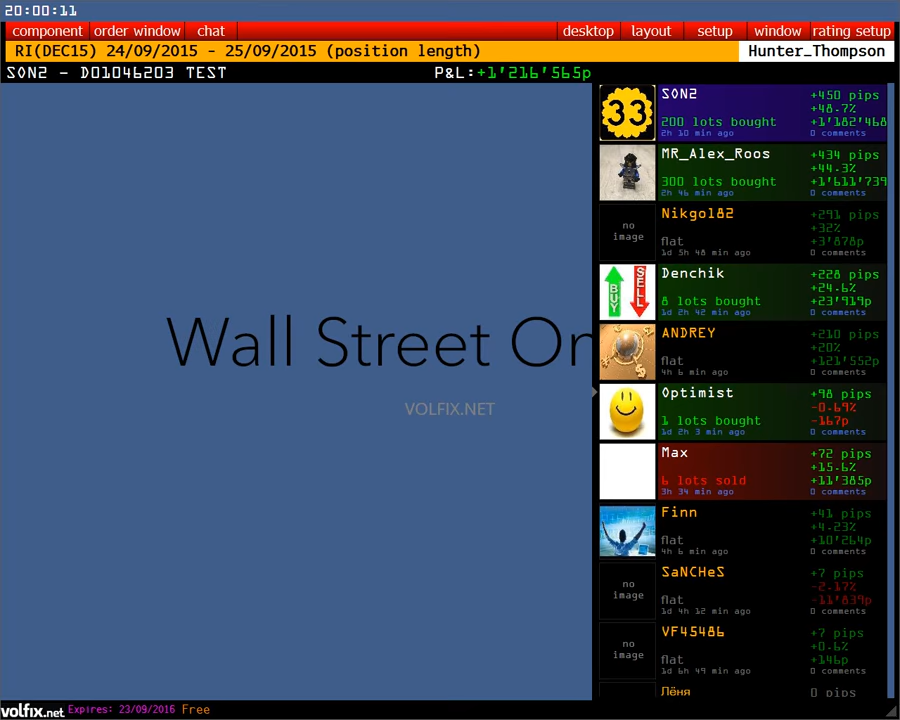 20:00:11
component order window chat desktop layout setup window rating setup
RI(DEC15) 24/09/2015 - 25/09/2015 (position length) Hunter_Thompson
SON2 - D01046203 TEST P&L:+1'216'565p
Wall Street On
VOLFIX.NET
33
SON2 +450 pips
+48.7%
200 lots bought +1'182'468
2h 10 min ago 0 comments
MR_Alex_Roos +434 pips
+44.3%
300 lots bought +1'611'739
2h 46 min ago 0 comments
no image
Nikgol82 +291 pips
+32%
flat +3'878p
1d 5h 48 min ago 0 comments
BUY SELL
Denchik +228 pips
+24.6%
8 lots bought +23'919p
1d 2h 42 min ago 0 comments
ANDREY +210 pips
+20%
flat +121'552p
4h 6 min ago 0 comments
Optimist +98 pips
-0.69%
1 lots bought -167p
1d 2h 3 min ago 0 comments
Max +72 pips
+15.6%
6 lots sold +11'385p
3h 34 min ago 0 comments
Finn +41 pips
+4.23%
flat +10'264p
4h 6 min ago 0 comments
no image
SaNCHeS +7 pips
-2.17%
flat -11'839p
1d 4h 12 min ago 0 comments
no image
VF45486 +7 pips
+0.6%
flat +146p
1d 6h 49 min ago 0 comments
Лёня 0 pips
volfix.net Expires: 23/09/2016 Free